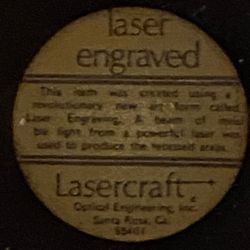 laser
engraved
This item was created using a
revolutionary new art form called
Laser Engraving. A beam of invisi
ble light from a powerful laser was
used to produce the recessed areas.
Lasercraft
Optical Engineering, Inc.
Santa Rosa, Ca.
95401